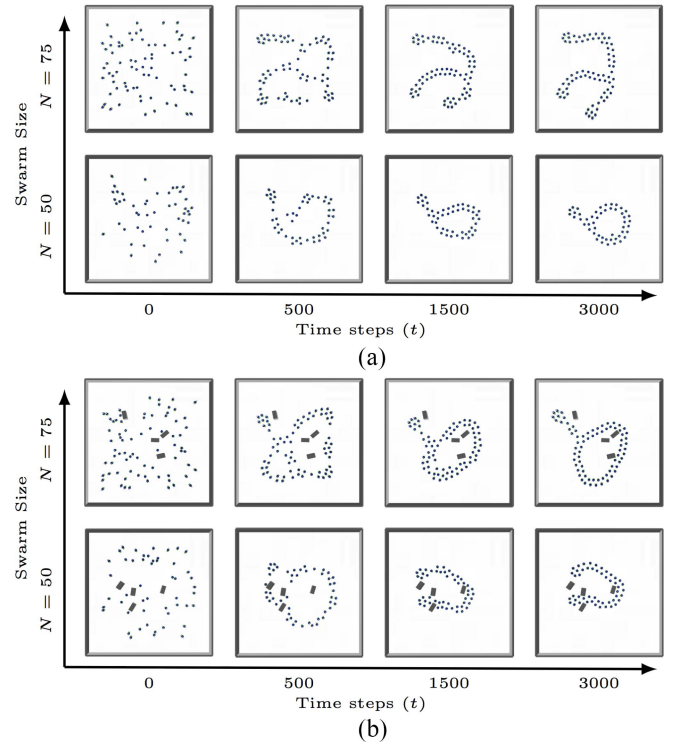 Swarm Size
N = 75
N = 50
0 500 1500 3000
Time steps (t)
(a)
Swarm Size
N = 75
N = 50
0 500 1500 3000
Time steps (t)
(b)